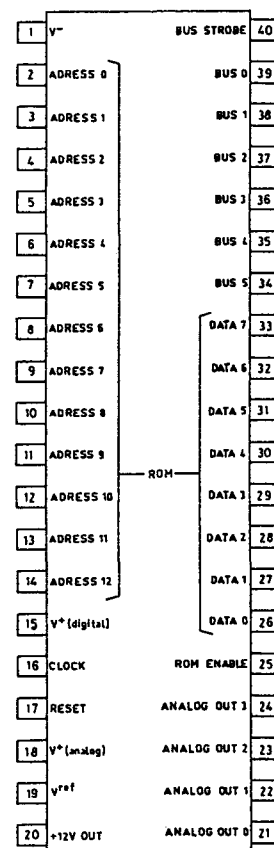 1 V⁻ BUS STROBE 40
2 ADRESS 0 BUS 0 39
3 ADRESS 1 BUS 1 38
4 ADRESS 2 BUS 2 37
5 ADRESS 3 BUS 3 36
6 ADRESS 4 BUS 4 35
7 ADRESS 5 BUS 5 34
8 ADRESS 6 DATA 7 33
9 ADRESS 7 DATA 6 32
10 ADRESS 8 DATA 5 31
11 ADRESS 9 DATA 4 30
ROM
12 ADRESS 10 DATA 3 29
13 ADRESS 11 DATA 2 28
14 ADRESS 12 DATA 1 27
15 V⁺(digital) DATA 0 26
16 CLOCK ROM ENABLE 25
17 RESET ANALOG OUT 3 24
18 V⁺(analog) ANALOG OUT 2 23
19 Vref ANALOG OUT 1 22
20 +12V OUT ANALOG OUT 0 21